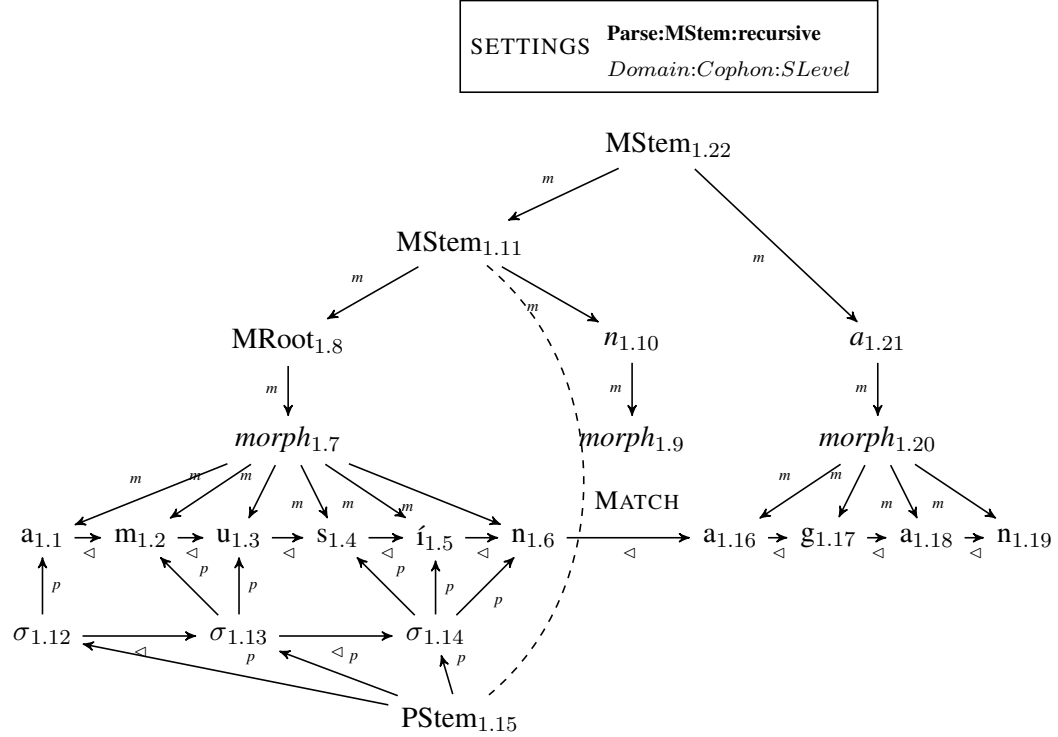 SETTINGS
Parse:MStem:recursive
Domain:Cophon:SLevel
MStem1.22
m
MStem1.11
m
m
m
MRoot1.8
n1.10
a1.21
m
m
m
morph1.7
morph1.9
morph1.20
m m m m m m m m m m
MATCH
a1.1 m1.2 u1.3 s1.4 í1.5 n1.6 a1.16 g1.17 a1.18 n1.19
◁ ◁ ◁ ◁ ◁ ◁ ◁ ◁ ◁
p p p p p p
σ1.12 σ1.13 σ1.14
◁ p ◁ p p
PStem1.15